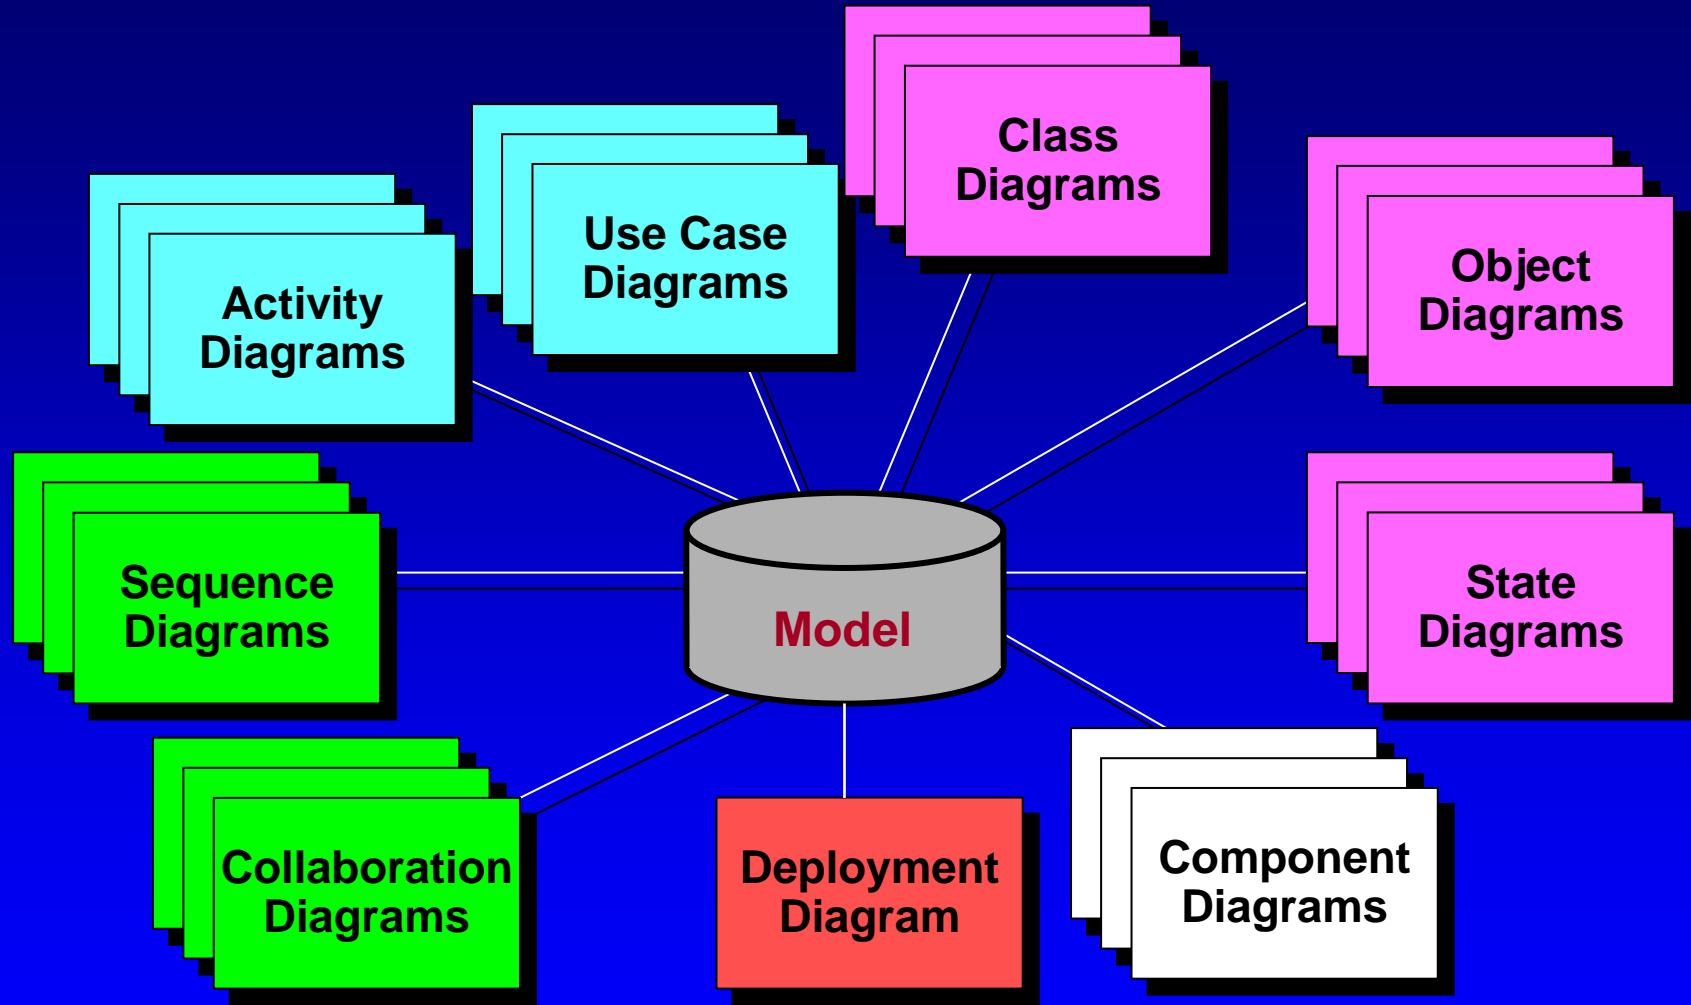 Class
Diagrams
Use Case
Diagrams
Object
Diagrams
Activity
Diagrams
Sequence
Diagrams
Model
State
Diagrams
Collaboration
Diagrams
Deployment
Diagram
Component
Diagrams